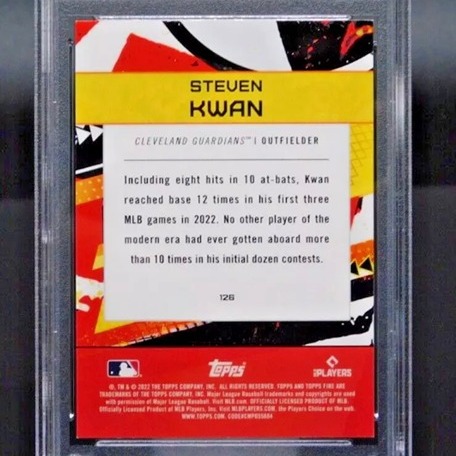 STEVEN
KWAN
CLEVELAND GUARDIANS™ | OUTFIELDER
Including eight hits in 10 at-bats, Kwan
reached base 12 times in his first three
MLB games in 2022. No other player of the
modern era had ever gotten aboard more
than 10 times in his initial dozen contests.
126
Topps
PLAYERS
®, TM & © 2022 THE TOPPS COMPANY, INC. ALL RIGHTS RESERVED. TOPPS AND TOPPS FIRE ARE
TRADEMARKS OF THE TOPPS COMPANY, INC. Major League Baseball trademarks and copyrights are used
with permission of Major League Baseball. Visit MLB.com. OFFICIALLY LICENSED PRODUCT OF MLB.
Officially Licensed Product of MLB Players, Inc. Visit MLBPLAYERS.com, the Players Choice on the web.
WWW.TOPPS.COM